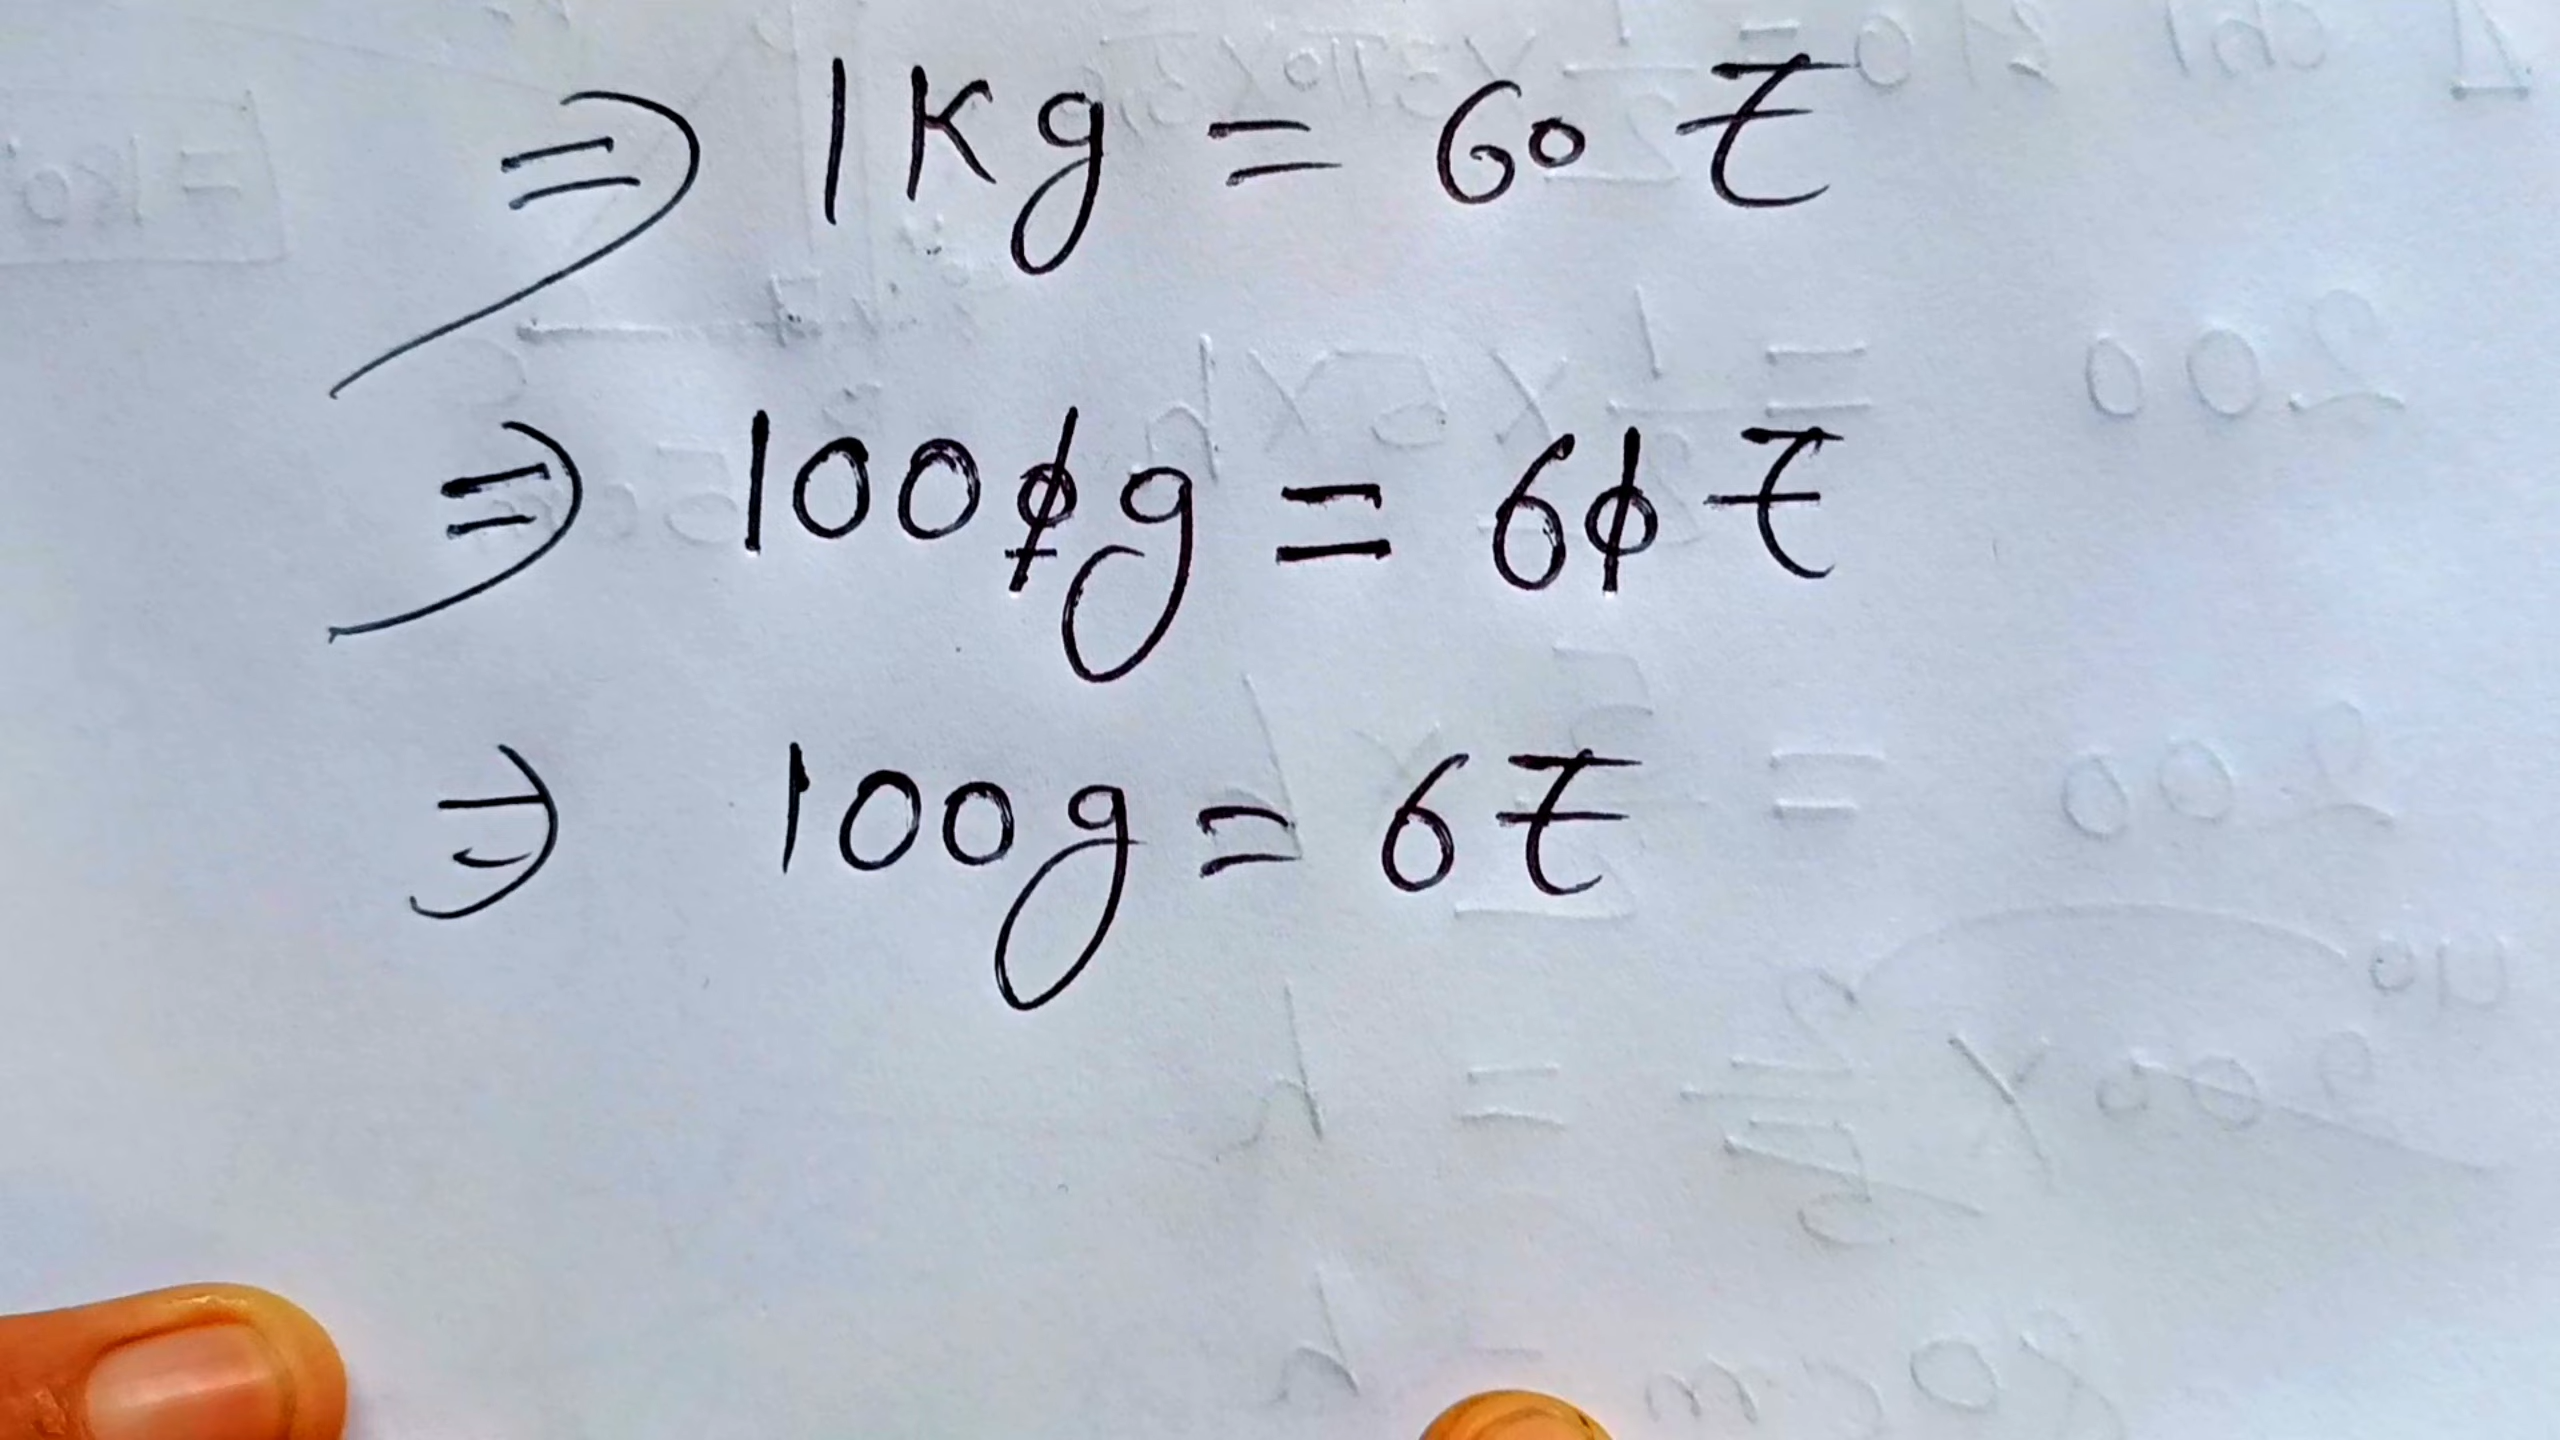 ⇒ 1Kg = 60 ₹
⇒ 1000g = 60 ₹
⇒ 100g = 6₹